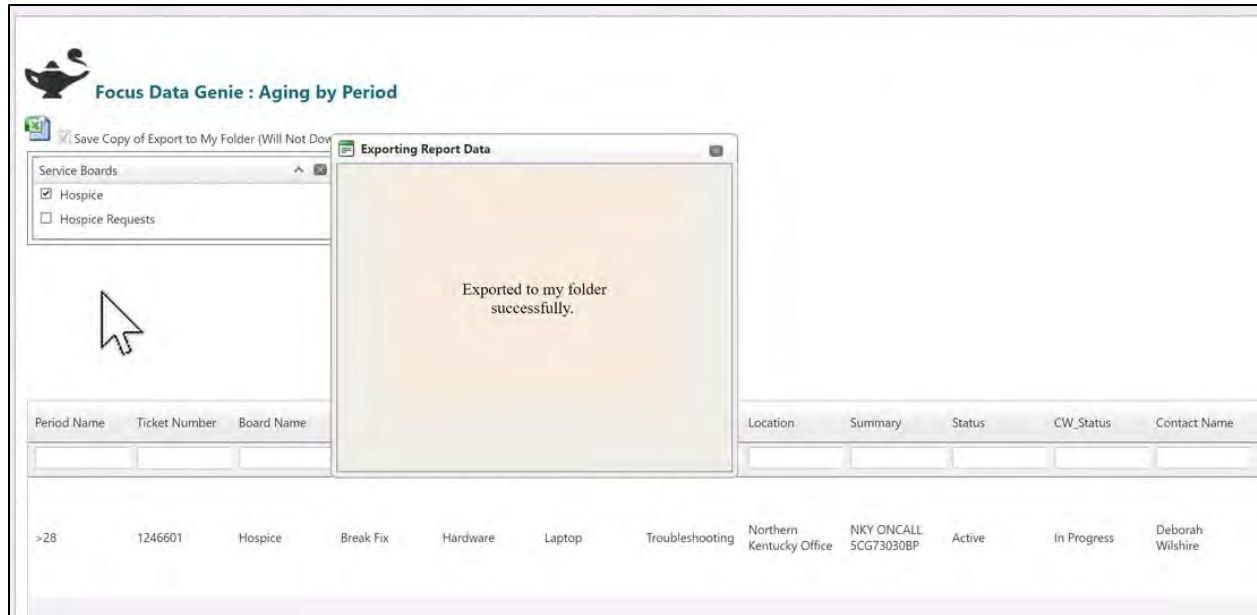 Focus Data Genie : Aging by Period
Save Copy of Export to My Folder (Will Not Dow
Exporting Report Data
Service Boards
Hospice
Hospice Requests
Exported to my folder
successfully.
Period Name Ticket Number Board Name Location Summary Status CW_Status Contact Name
>28 1246601 Hospice Break Fix Hardware Laptop Troubleshooting Northern Kentucky Office NKY ONCALL 5CG73030BP Active In Progress Deborah Wilshire